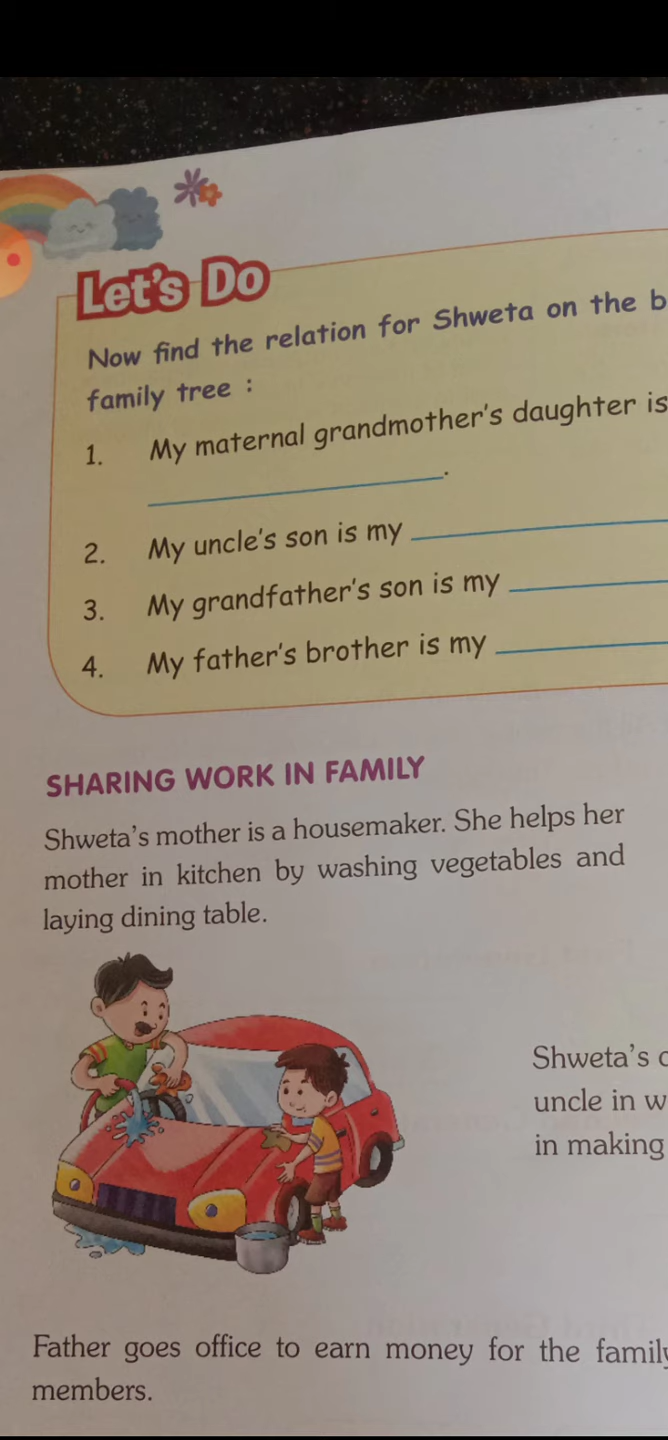 Let's Do
Now find the relation for Shweta on the b
family tree :
1. My maternal grandmother's daughter is
.
2. My uncle's son is my
3. My grandfather's son is my
4. My father's brother is my
SHARING WORK IN FAMILY
Shweta's mother is a housemaker. She helps her
mother in kitchen by washing vegetables and
laying dining table.
Shweta's c
uncle in w
in making
Father goes office to earn money for the family
members.